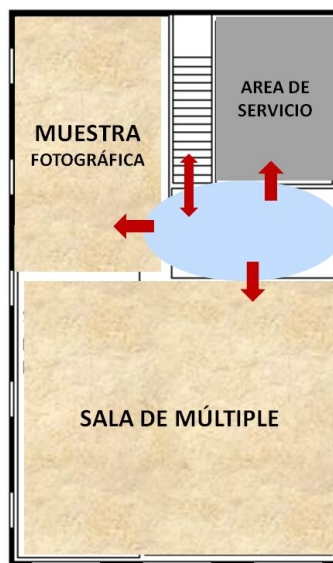 MUESTRA
FOTOGRÁFICA
AREA DE
SERVICIO
SALA DE MÚLTIPLE